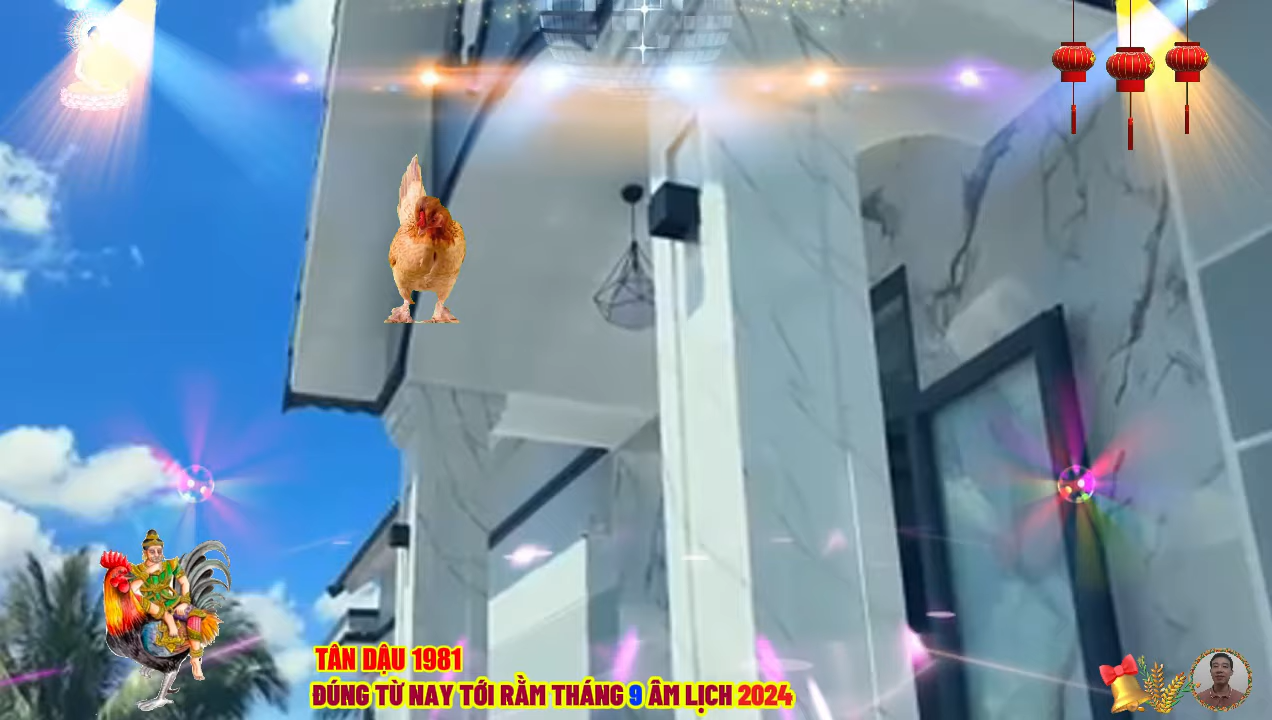 TÂN DẬU 1981
ĐÚNG TỪ NAY TỚI RẰM THÁNG 9 ÂM LỊCH 2024